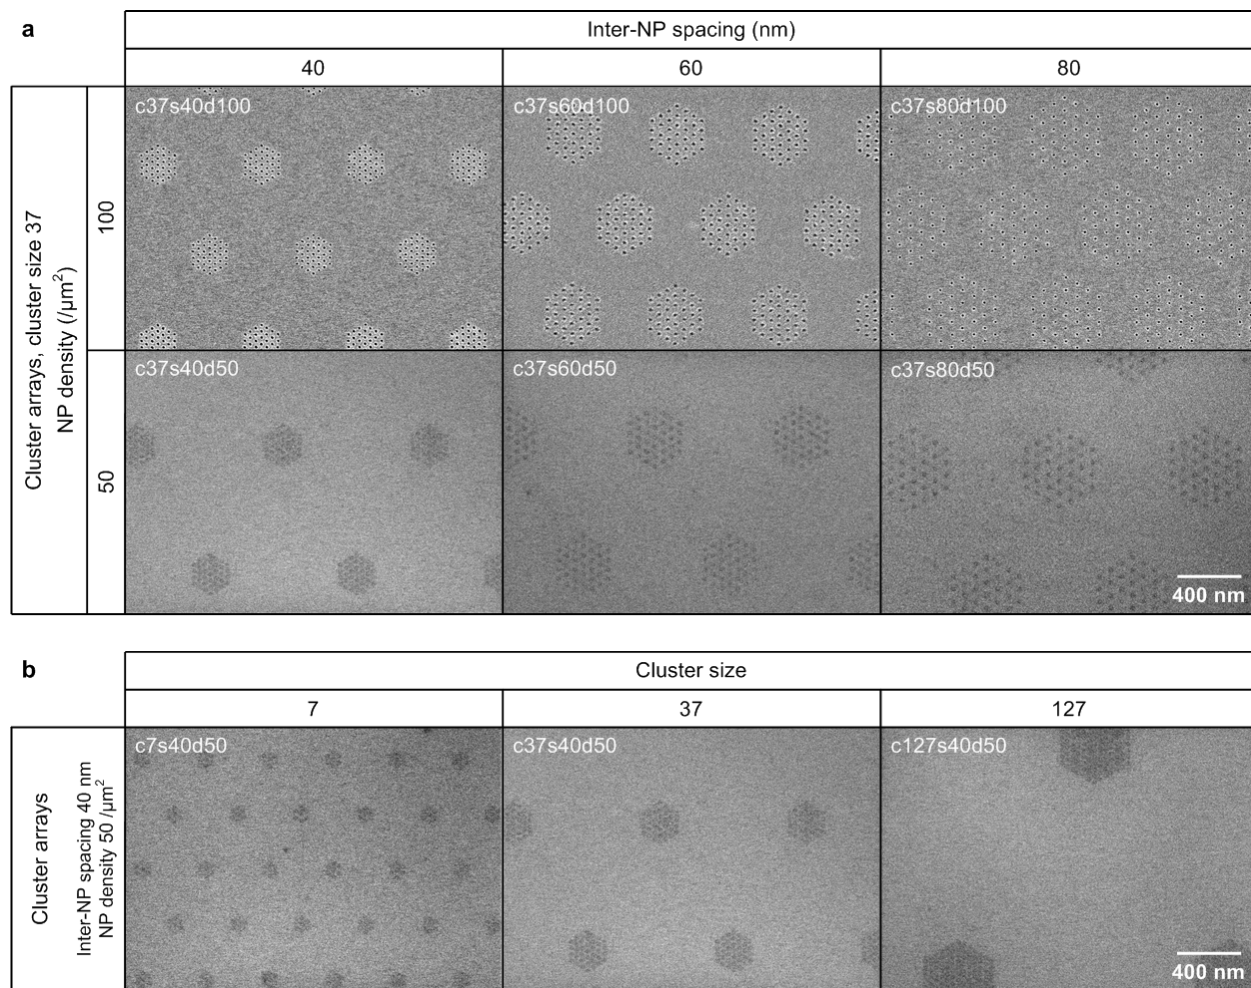 a
Inter-NP spacing (nm)
40
60
80
Cluster arrays, cluster size 37
NP density (/μm²)
100
c37s40d100
c37s60d100
c37s80d100
50
c37s40d50
c37s60d50
c37s80d50
400 nm
b
Cluster size
7
37
127
Cluster arrays
Inter-NP spacing 40 nm
NP density 50 /μm²
c7s40d50
c37s40d50
c127s40d50
400 nm